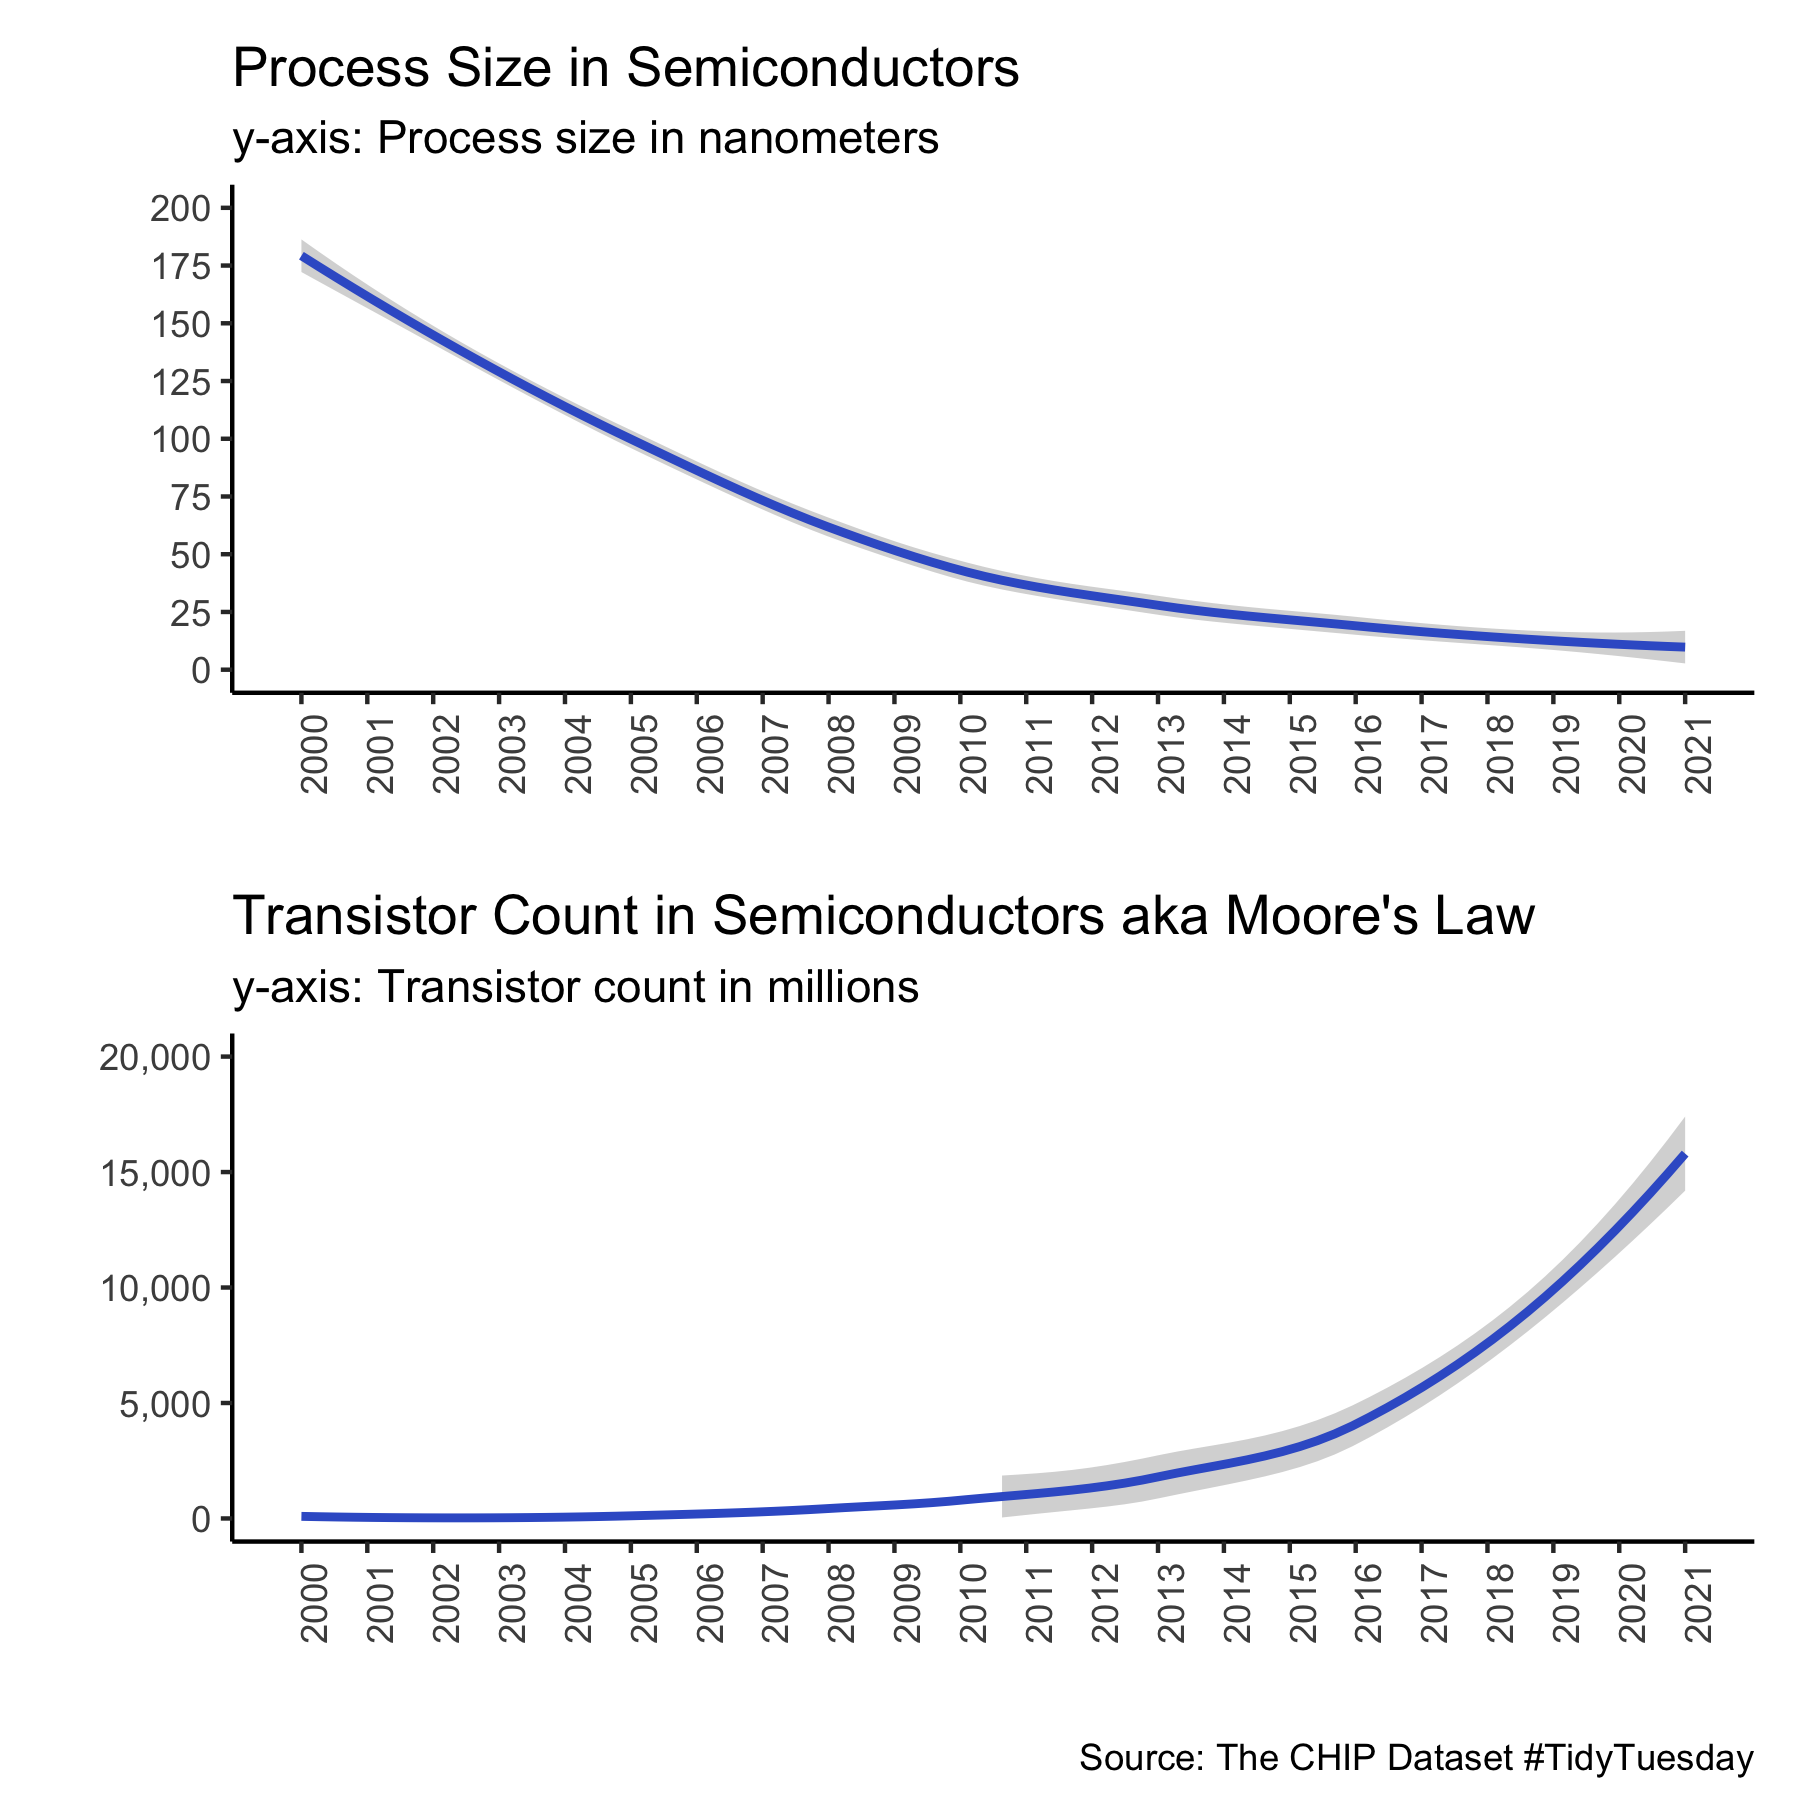 Process Size in Semiconductors
y-axis: Process size in nanometers
200
175
150
125
100
75
50
25
0
2000 2001 2002 2003 2004 2005 2006 2007 2008 2009 2010 2011 2012 2013 2014 2015 2016 2017 2018 2019 2020 2021
Transistor Count in Semiconductors aka Moore's Law
y-axis: Transistor count in millions
20,000
15,000
10,000
5,000
0
2000 2001 2002 2003 2004 2005 2006 2007 2008 2009 2010 2011 2012 2013 2014 2015 2016 2017 2018 2019 2020 2021
Source: The CHIP Dataset #TidyTuesday